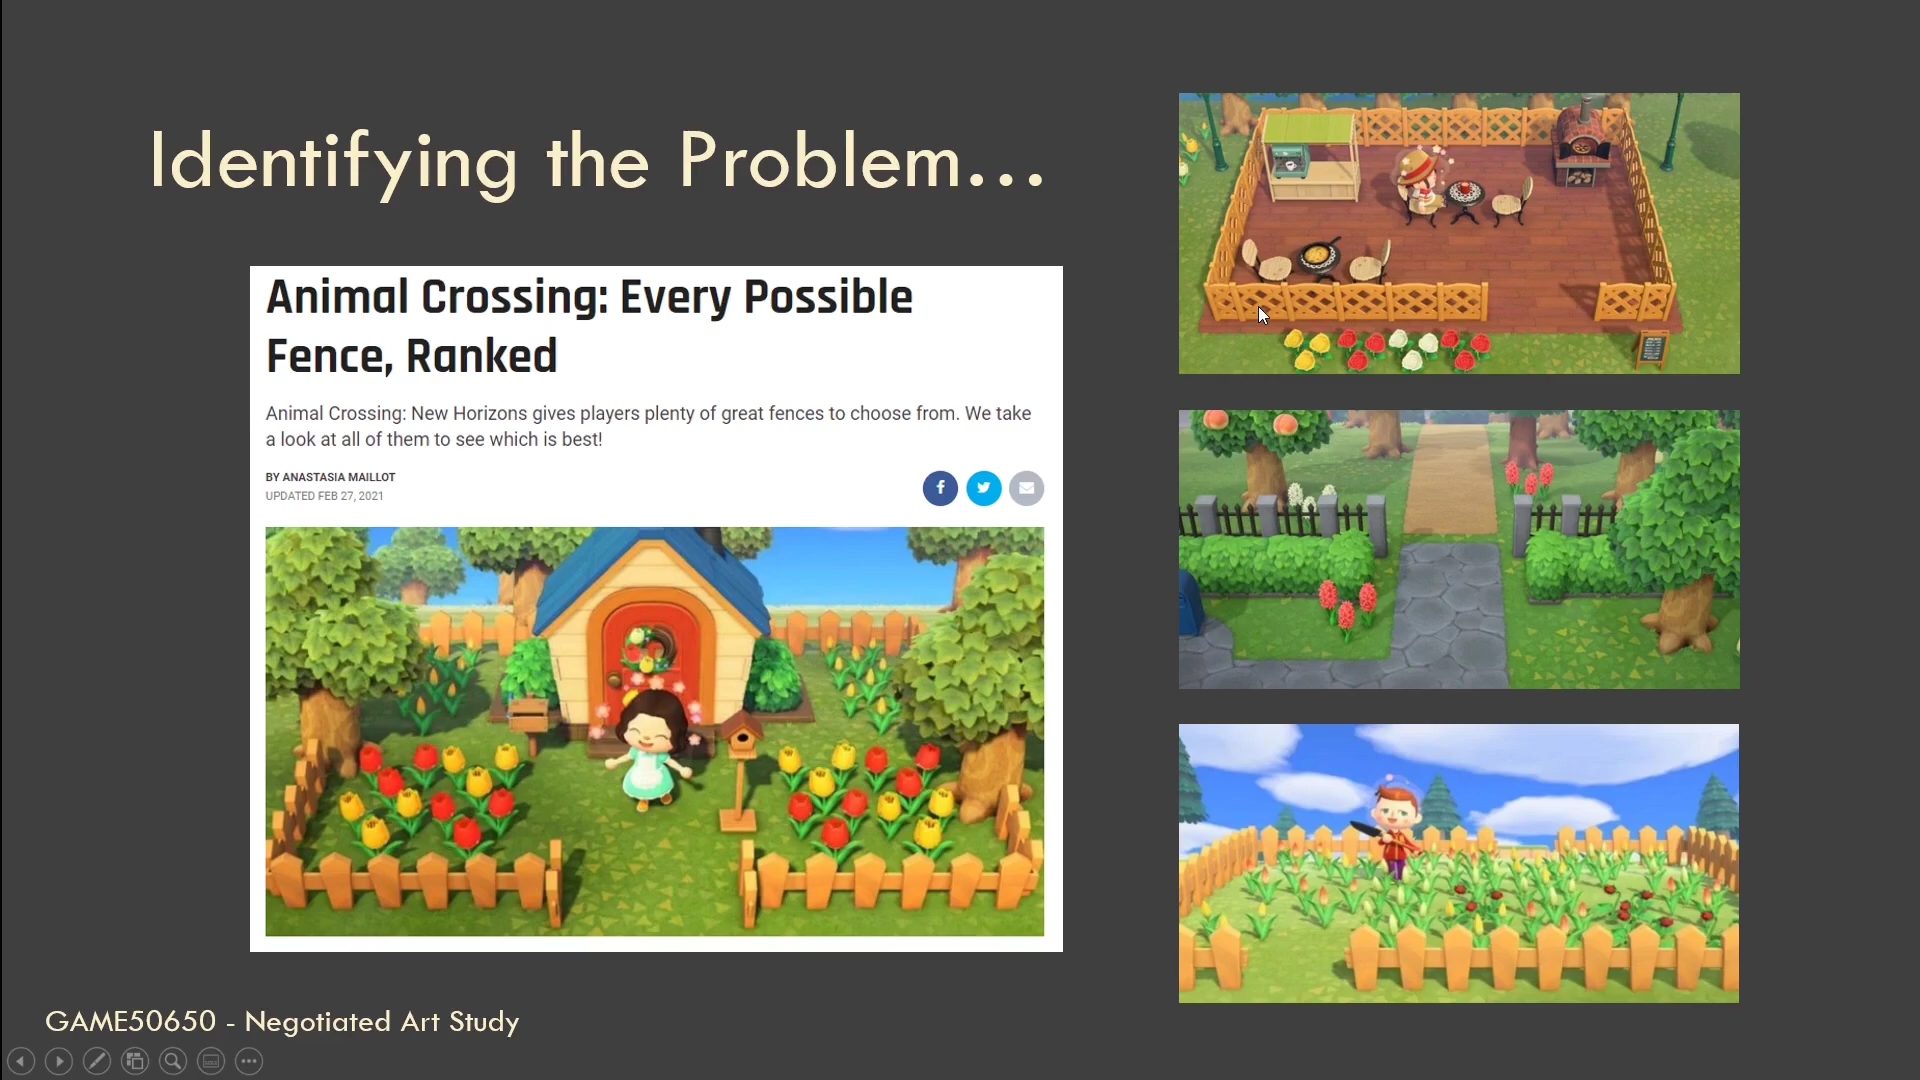 Identifying the Problem...
Animal Crossing: Every Possible
Fence, Ranked
Animal Crossing: New Horizons gives players plenty of great fences to choose from. We take
a look at all of them to see which is best!
BY ANASTASIA MAILLOT
UPDATED FEB 27, 2021
GAME50650 - Negotiated Art Study